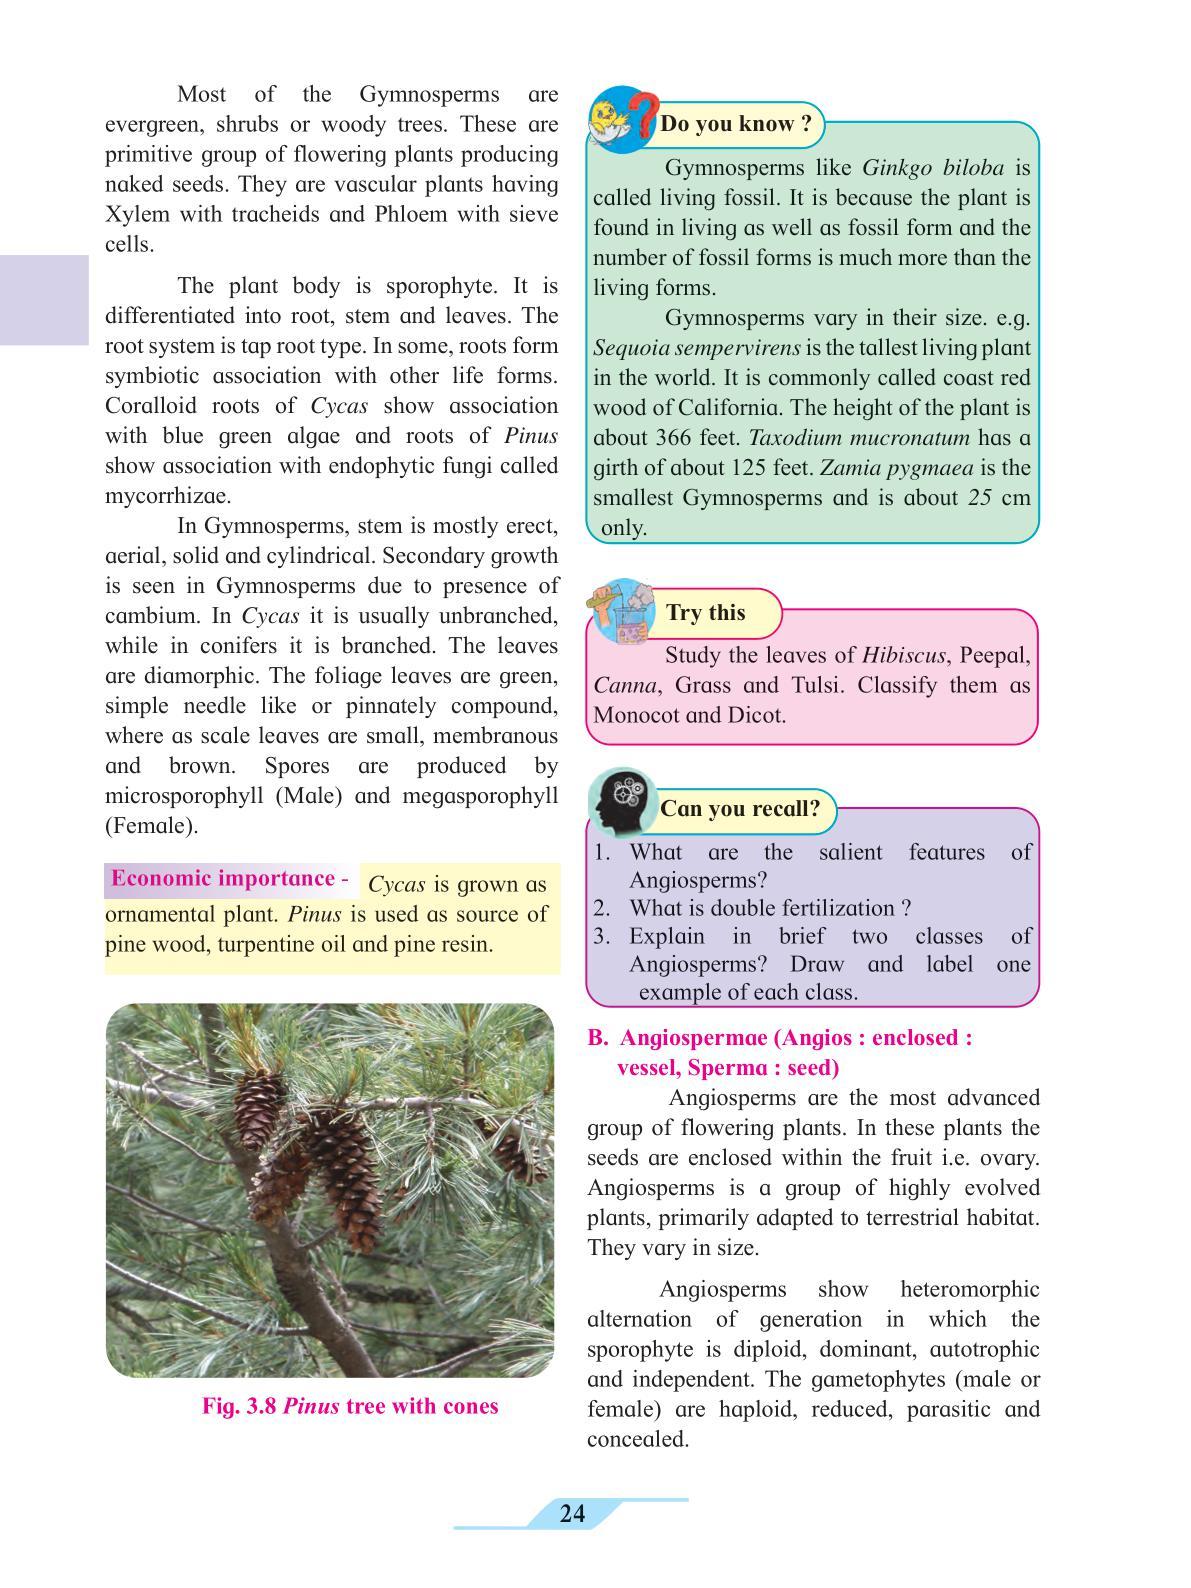 Most of the Gymnosperms are
evergreen, shrubs or woody trees. These are
primitive group of flowering plants producing
naked seeds. They are vascular plants having
Xylem with tracheids and Phloem with sieve
cells.
The plant body is sporophyte. It is
differentiated into root, stem and leaves. The
root system is tap root type. In some, roots form
symbiotic association with other life forms.
Coralloid roots of Cycas show association
with blue green algae and roots of Pinus
show association with endophytic fungi called
mycorrhizae.
In Gymnosperms, stem is mostly erect,
aerial, solid and cylindrical. Secondary growth
is seen in Gymnosperms due to presence of
cambium. In Cycas it is usually unbranched,
while in conifers it is branched. The leaves
are diamorphic. The foliage leaves are green,
simple needle like or pinnately compound,
where as scale leaves are small, membranous
and brown. Spores are produced by
microsporophyll (Male) and megasporophyll
(Female).
Economic importance - Cycas is grown as
ornamental plant. Pinus is used as source of
pine wood, turpentine oil and pine resin.
Fig. 3.8 Pinus tree with cones
Do you know ?
Gymnosperms like Ginkgo biloba is
called living fossil. It is because the plant is
found in living as well as fossil form and the
number of fossil forms is much more than the
living forms.
Gymnosperms vary in their size. e.g.
Sequoia sempervirens is the tallest living plant
in the world. It is commonly called coast red
wood of California. The height of the plant is
about 366 feet. Taxodium mucronatum has a
girth of about 125 feet. Zamia pygmaea is the
smallest Gymnosperms and is about 25 cm
only.
Try this
Study the leaves of Hibiscus, Peepal,
Canna, Grass and Tulsi. Classify them as
Monocot and Dicot.
Can you recall?
1. What are the salient features of
Angiosperms?
2. What is double fertilization ?
3. Explain in brief two classes of
Angiosperms? Draw and label one
example of each class.
B. Angiospermae (Angios : enclosed :
vessel, Sperma : seed)
Angiosperms are the most advanced
group of flowering plants. In these plants the
seeds are enclosed within the fruit i.e. ovary.
Angiosperms is a group of highly evolved
plants, primarily adapted to terrestrial habitat.
They vary in size.
Angiosperms show heteromorphic
alternation of generation in which the
sporophyte is diploid, dominant, autotrophic
and independent. The gametophytes (male or
female) are haploid, reduced, parasitic and
concealed.
24